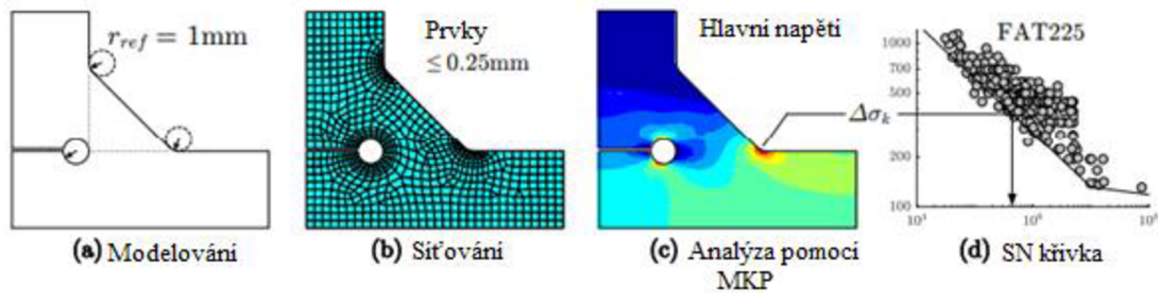 r_ref = 1mm
(a) Modelování
Prvky
≤ 0.25mm
(b) Síťování
Hlavní napětí
Δσ_k
(c) Analýza pomocí
MKP
FAT225
1000
700
500
200
100
(d) SN křivka